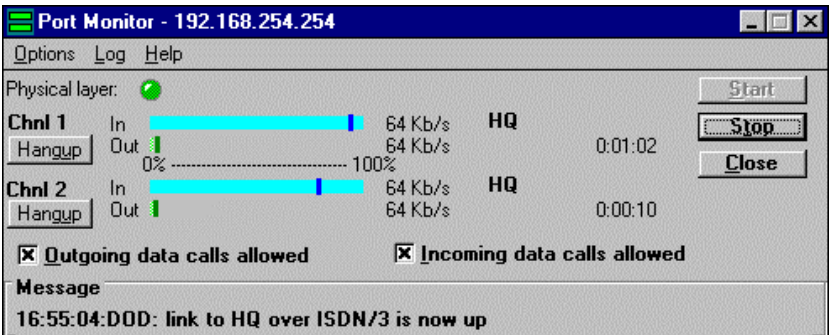 Port Monitor - 192.168.254.254
Options Log Help
Physical layer:
Start
Chnl 1 In 64 Kb/s HQ
Stop
Hangup Out 64 Kb/s 0:01:02
0% ---------------------------------- 100%
Close
Chnl 2 In 64 Kb/s HQ
Hangup Out 64 Kb/s 0:00:10
Outgoing data calls allowed Incoming data calls allowed
Message
16:55:04:DOD: link to HQ over ISDN/3 is now up